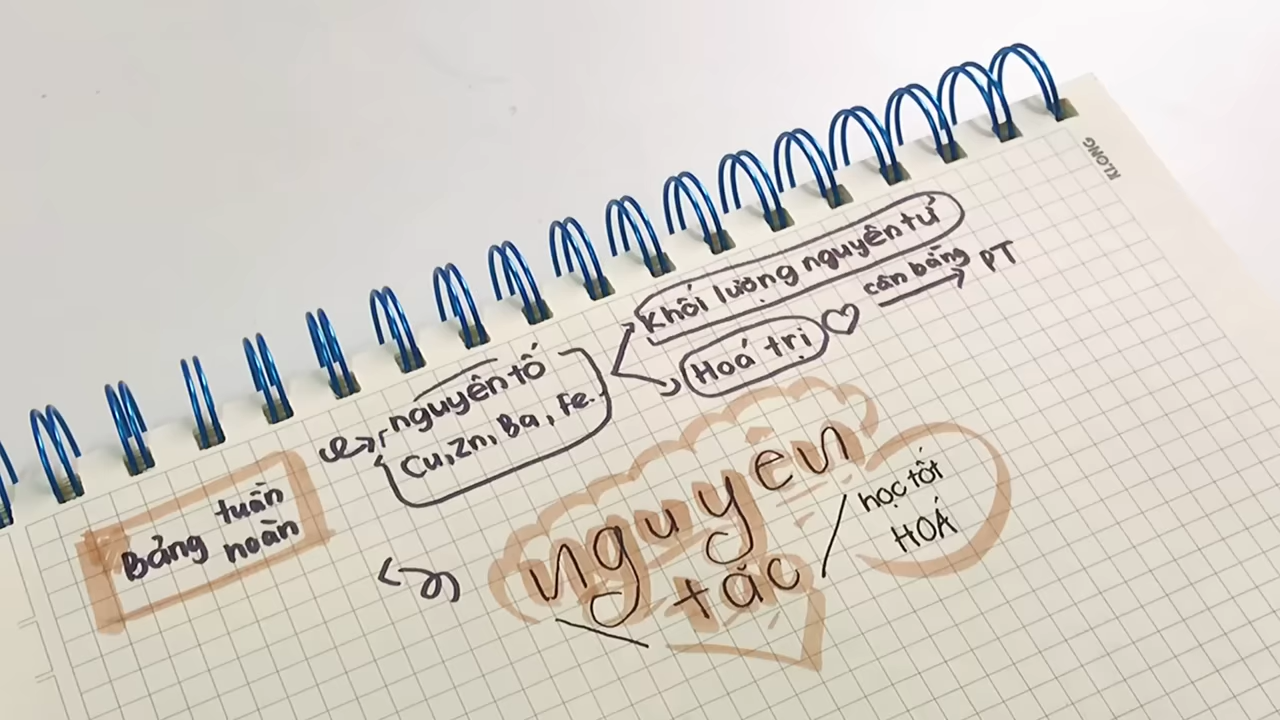 KLONG
Khối lượng nguyên tử
cân bằng
PT
Hoá trị
nguyên tố
Cu, Zn, Ba, Fe..
Bảng tuần
hoàn
nguyên
tắc
học tốt
HOÁ